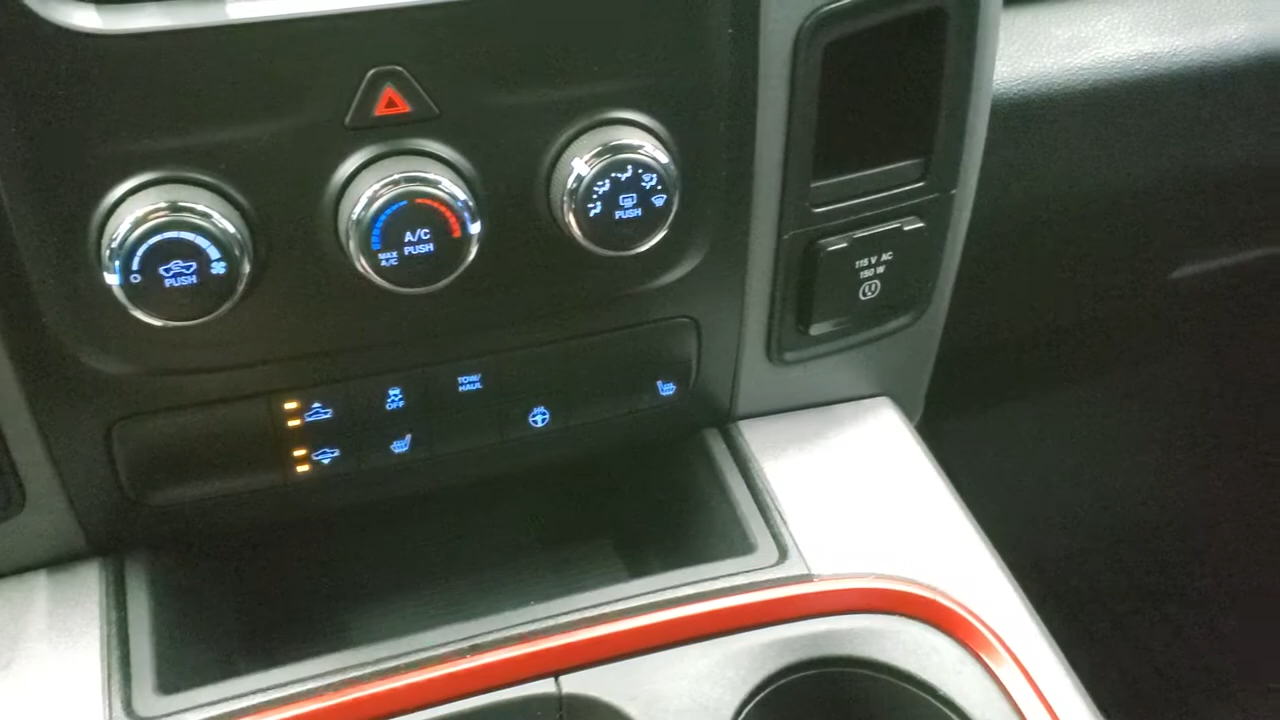 PUSH
A/C
PUSH
MAX
A/C
PUSH
115 V AC
150 W
OFF
TOW/
HAUL